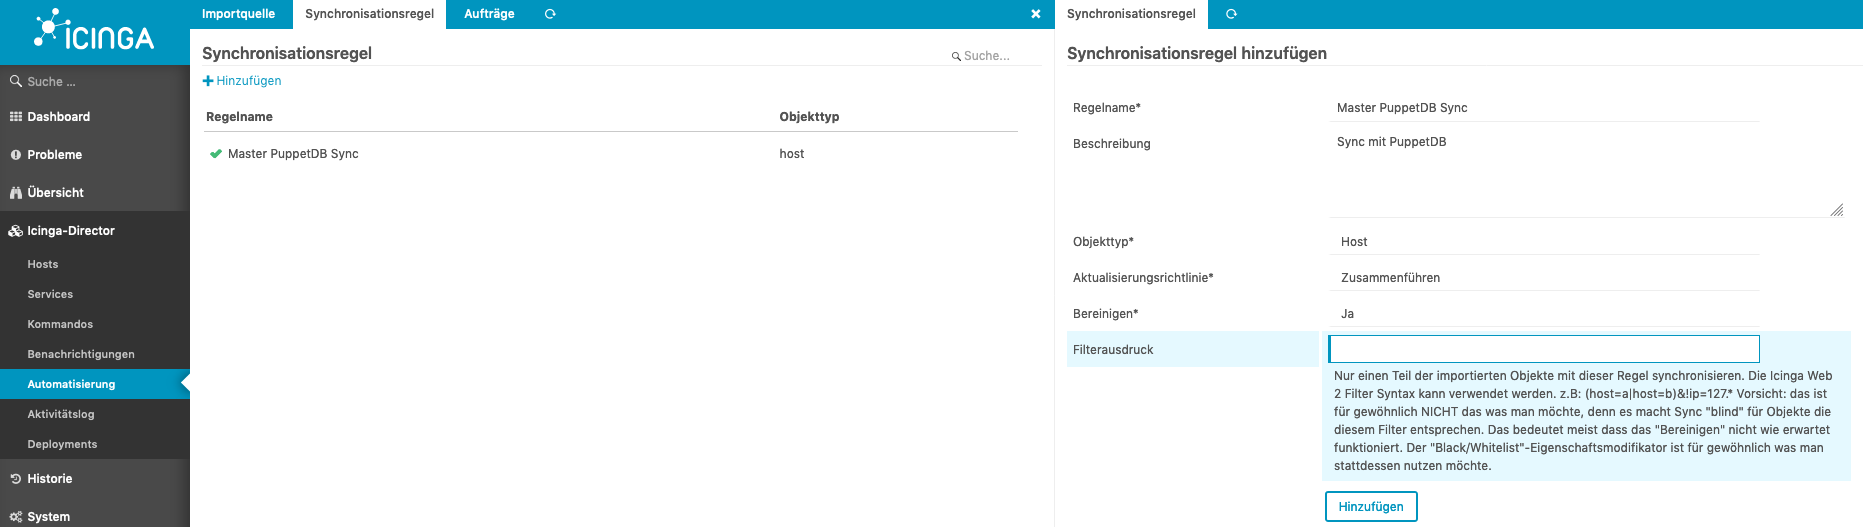 ICINGA
Suche ...
Dashboard
Probleme
Übersicht
Icinga-Director
Hosts
Services
Kommandos
Benachrichtigungen
Automatisierung
Aktivitätslog
Deployments
Historie
System
Importquelle Synchronisationsregel Aufträge
Synchronisationsregel
Suche...
Hinzufügen
Regelname Objekttyp
Master PuppetDB Sync host
Synchronisationsregel
Synchronisationsregel hinzufügen
Regelname* Master PuppetDB Sync
Beschreibung Sync mit PuppetDB
Objekttyp* Host
Aktualisierungsrichtlinie* Zusammenführen
Bereinigen* Ja
Filterausdruck
Nur einen Teil der importierten Objekte mit dieser Regel synchronisieren. Die Icinga Web
2 Filter Syntax kann verwendet werden. z.B: (host=a|host=b)&!ip=127.* Vorsicht: das ist
für gewöhnlich NICHT das was man möchte, denn es macht Sync "blind" für Objekte die
diesem Filter entsprechen. Das bedeutet meist dass das "Bereinigen" nicht wie erwartet
funktioniert. Der "Black/Whitelist"-Eigenschaftsmodifikator ist für gewöhnlich was man
stattdessen nutzen möchte.
Hinzufügen